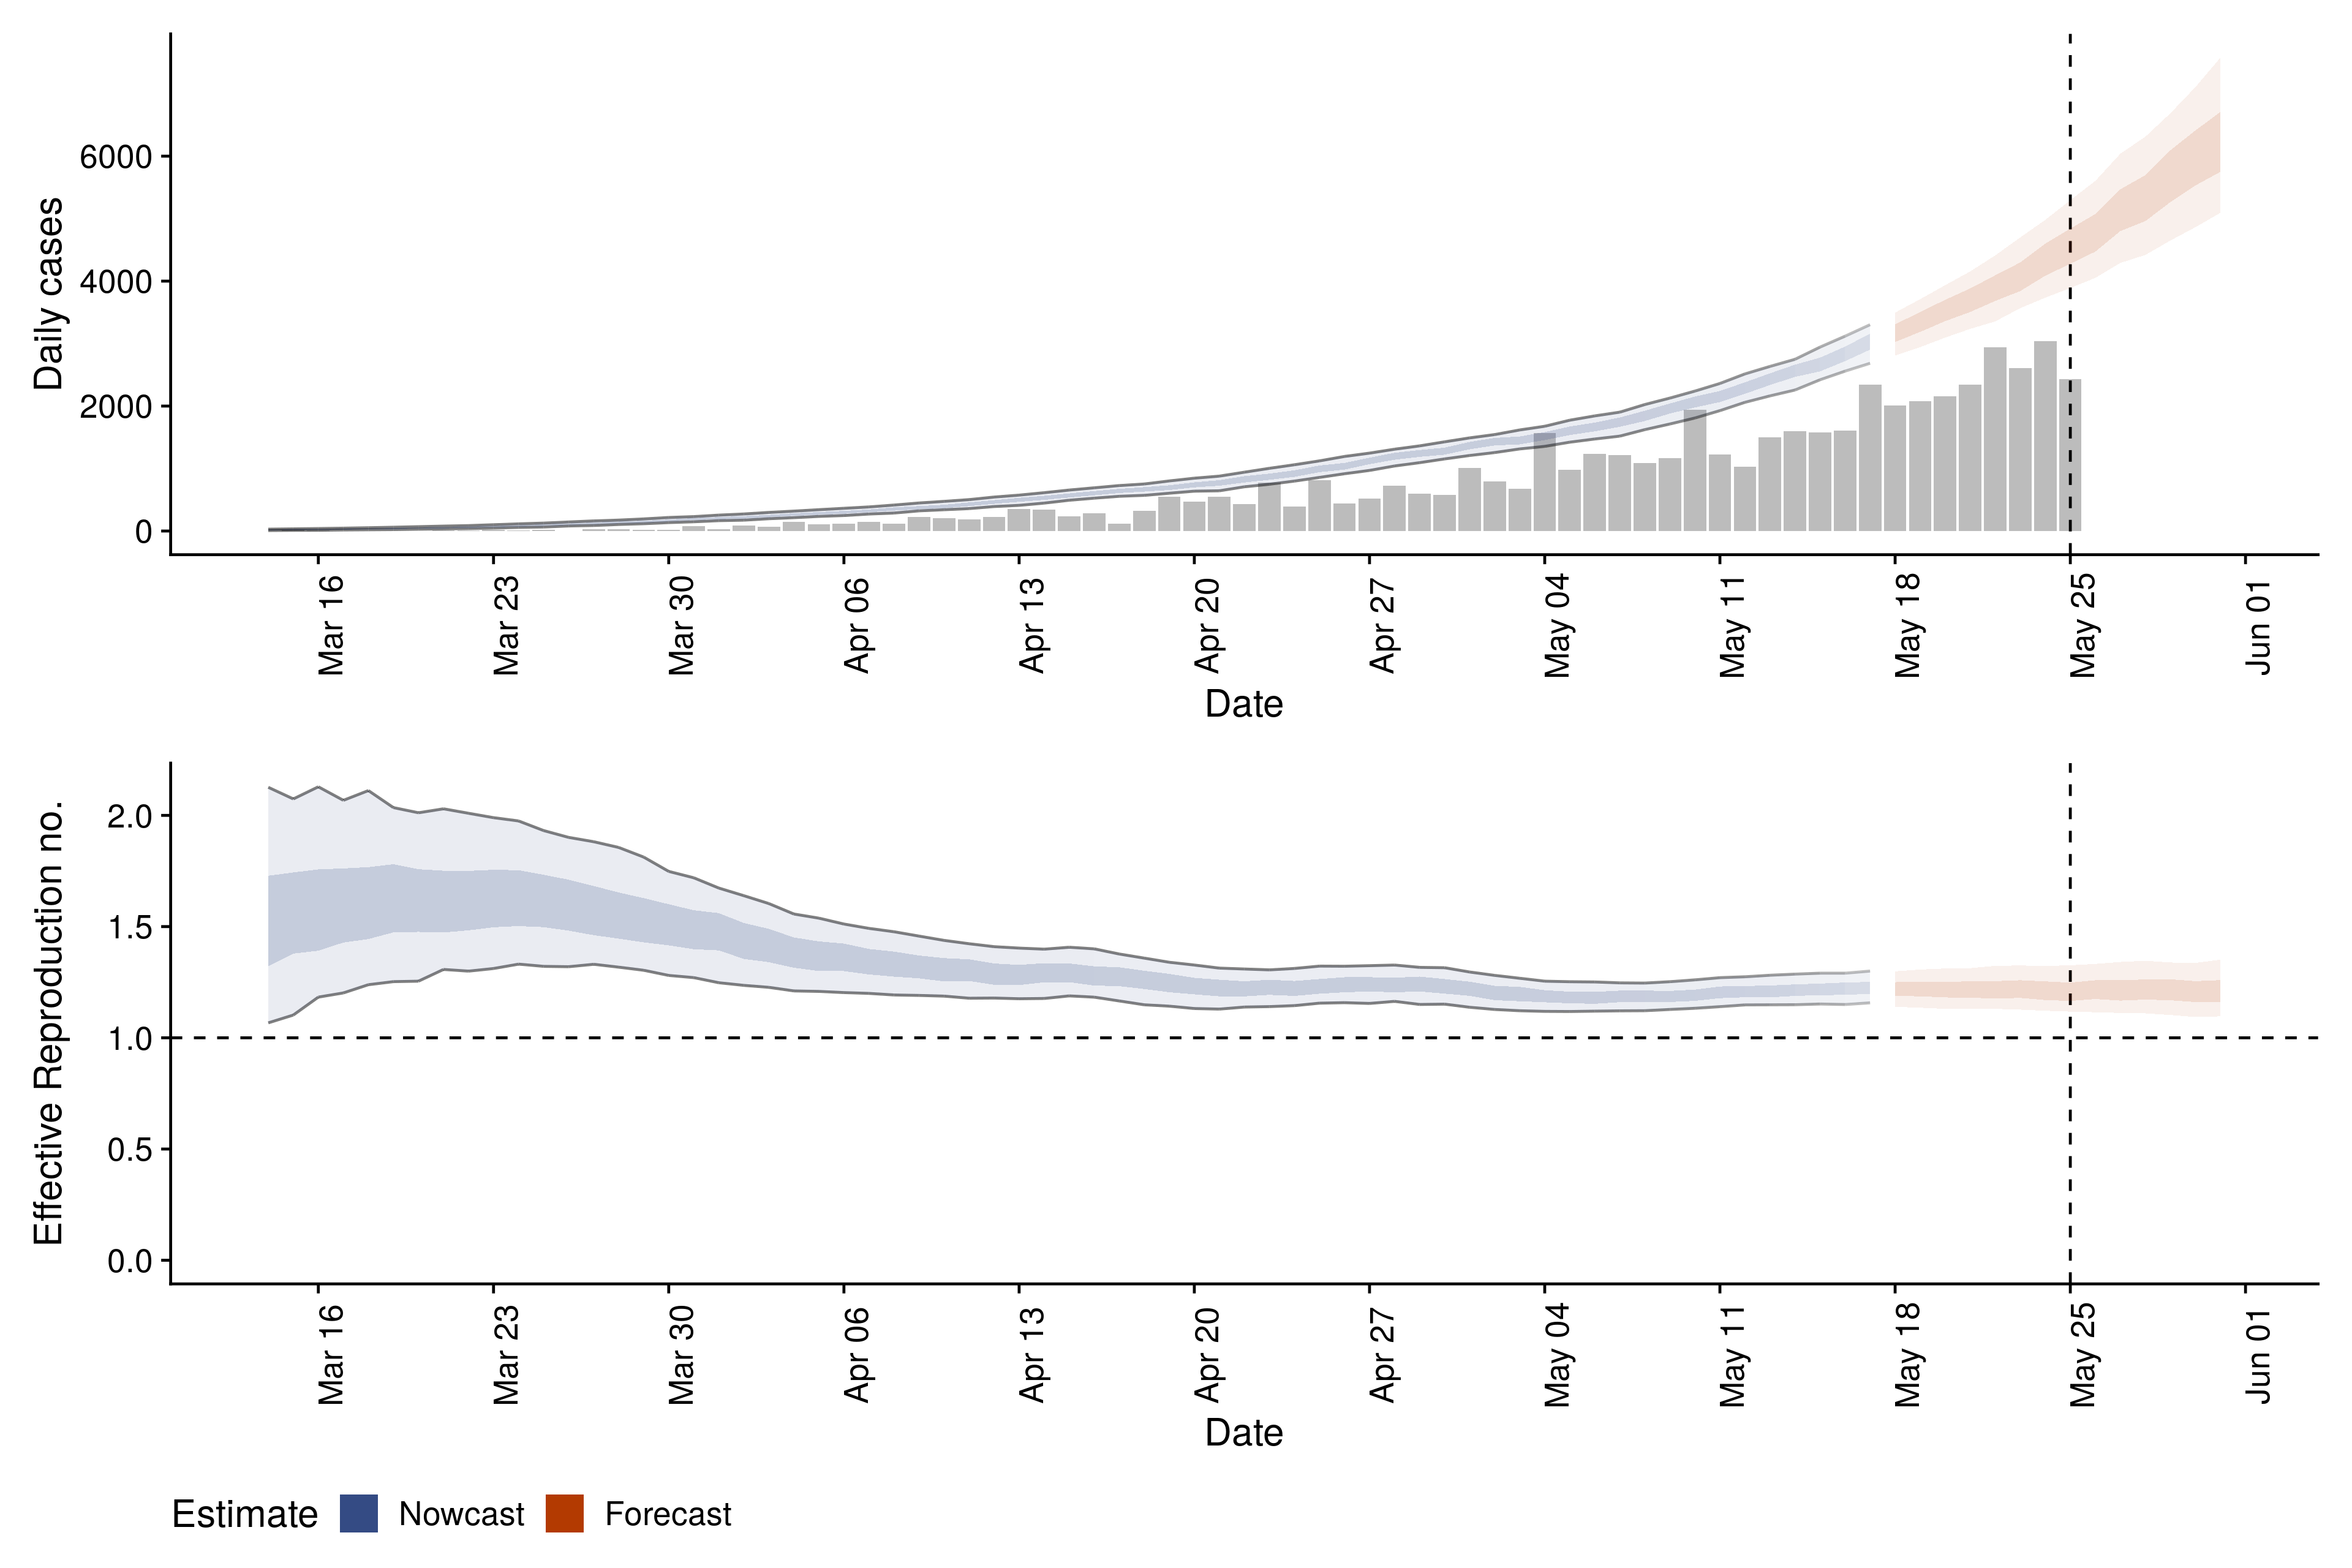 Daily cases
6000
4000
2000
0
Mar 16
Mar 23
Mar 30
Apr 06
Apr 13
Apr 20
Apr 27
May 04
May 11
May 18
May 25
Jun 01
Date
Effective Reproduction no.
2.0
1.5
1.0
0.5
0.0
Mar 16
Mar 23
Mar 30
Apr 06
Apr 13
Apr 20
Apr 27
May 04
May 11
May 18
May 25
Jun 01
Date
Estimate Nowcast Forecast